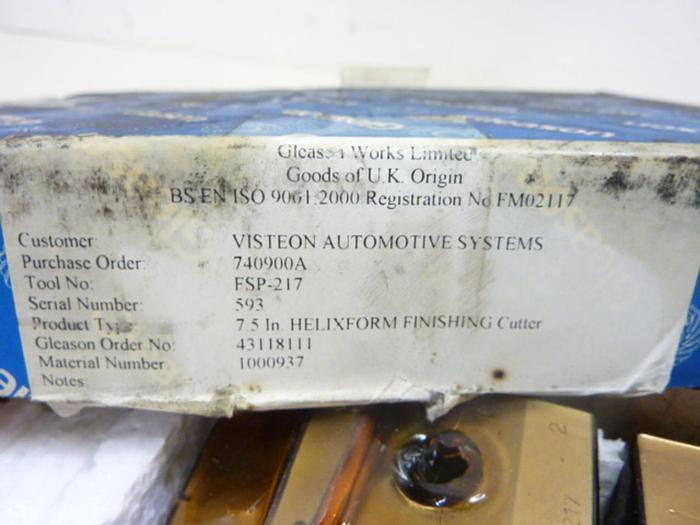 Gleason Works Limited
Goods of U.K. Origin
BS EN ISO 9001:2000 Registration No FM02117
Customer: VISTEON AUTOMOTIVE SYSTEMS
Purchase Order: 740900A
Tool No: FSP-217
Serial Number: 593
Product Type: 7.5 In. HELIXFORM FINISHING Cutter
Gleason Order No: 43118111
Material Number: 1000937
Notes:
2